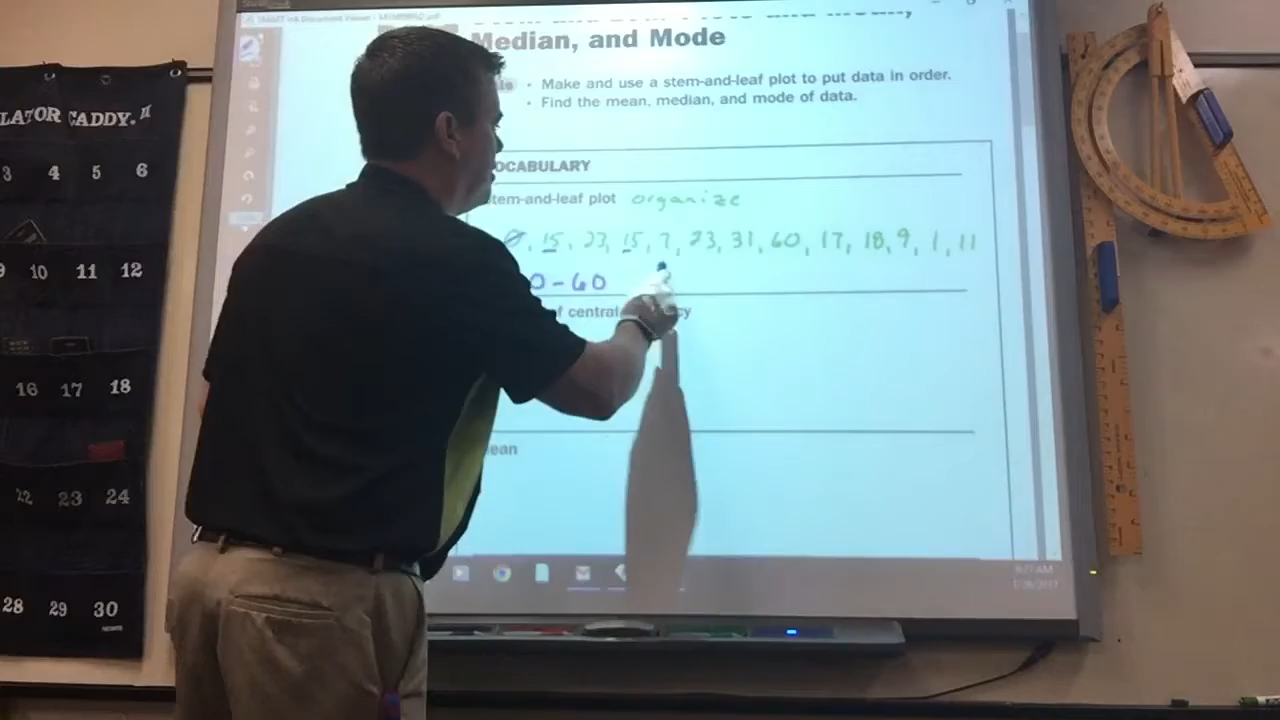 LATOR CADDY. II
3 4 5 6
9 10 11 12
16 17 18
22 23 24
28 29 30
Median, and Mode
• Make and use a stem-and-leaf plot to put data in order.
• Find the mean, median, and mode of data.
OCABULARY
tem-and-leaf plot organize
0, 15, 23, 15, 7, 23, 31, 60, 17, 18, 9, 1, 11
0-60
f central cy
ean